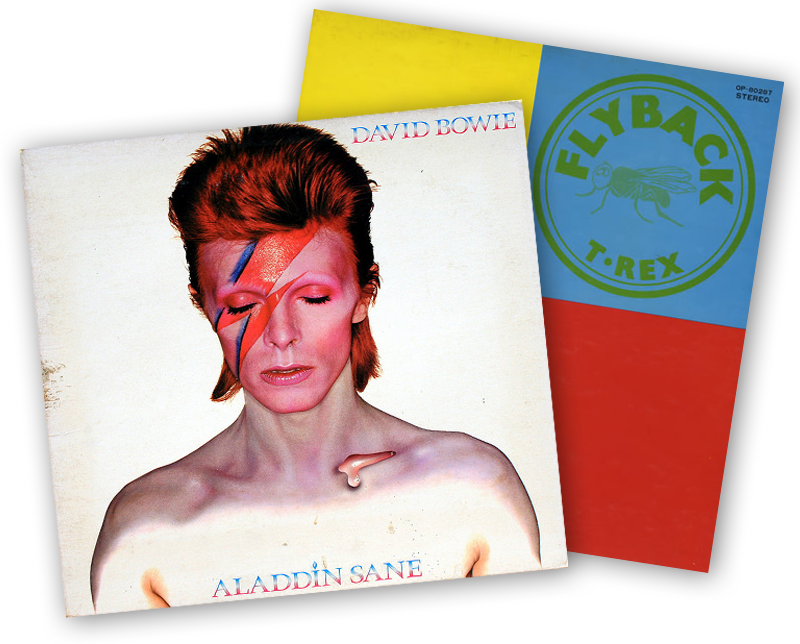 DAVID BOWIE
ALADDIN SANE
OP-80287
STEREO
FLYBACK
T·REX